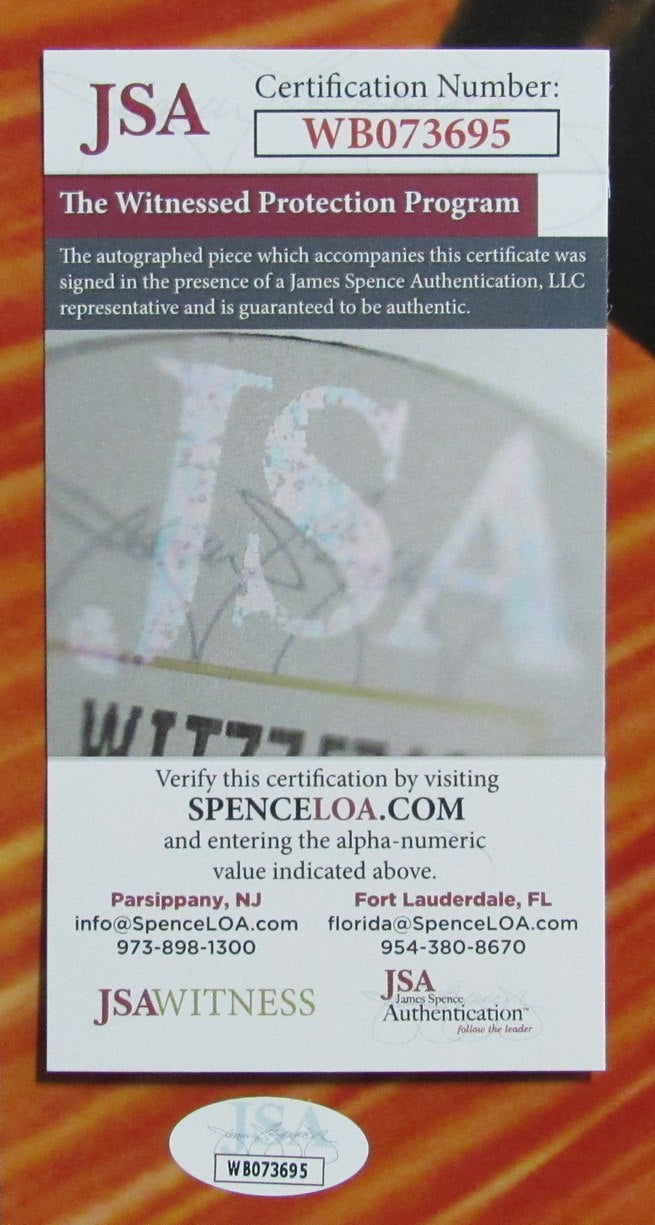 JSA
Certification Number:
WB073695
The Witnessed Protection Program
The autographed piece which accompanies this certificate was
signed in the presence of a James Spence Authentication, LLC
representative and is guaranteed to be authentic.
JSA
Verify this certification by visiting
SPENCELOA.COM
and entering the alpha-numeric
value indicated above.
Parsippany, NJ
info@SpenceLOA.com
973-898-1300
Fort Lauderdale, FL
florida@SpenceLOA.com
954-380-8670
JSAWITNESS
JSA
James Spence
Authentication™
follow the leader
JSA
WB073695